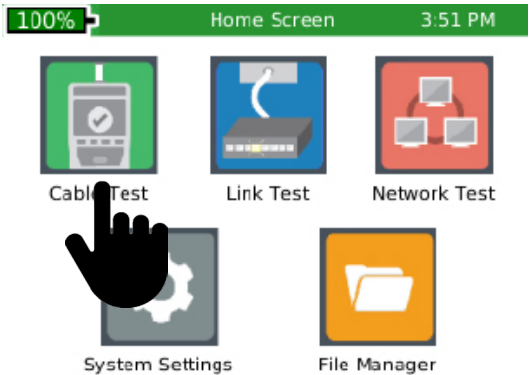 100% Home Screen 3:51 PM
Cable Test Link Test Network Test
System Settings File Manager